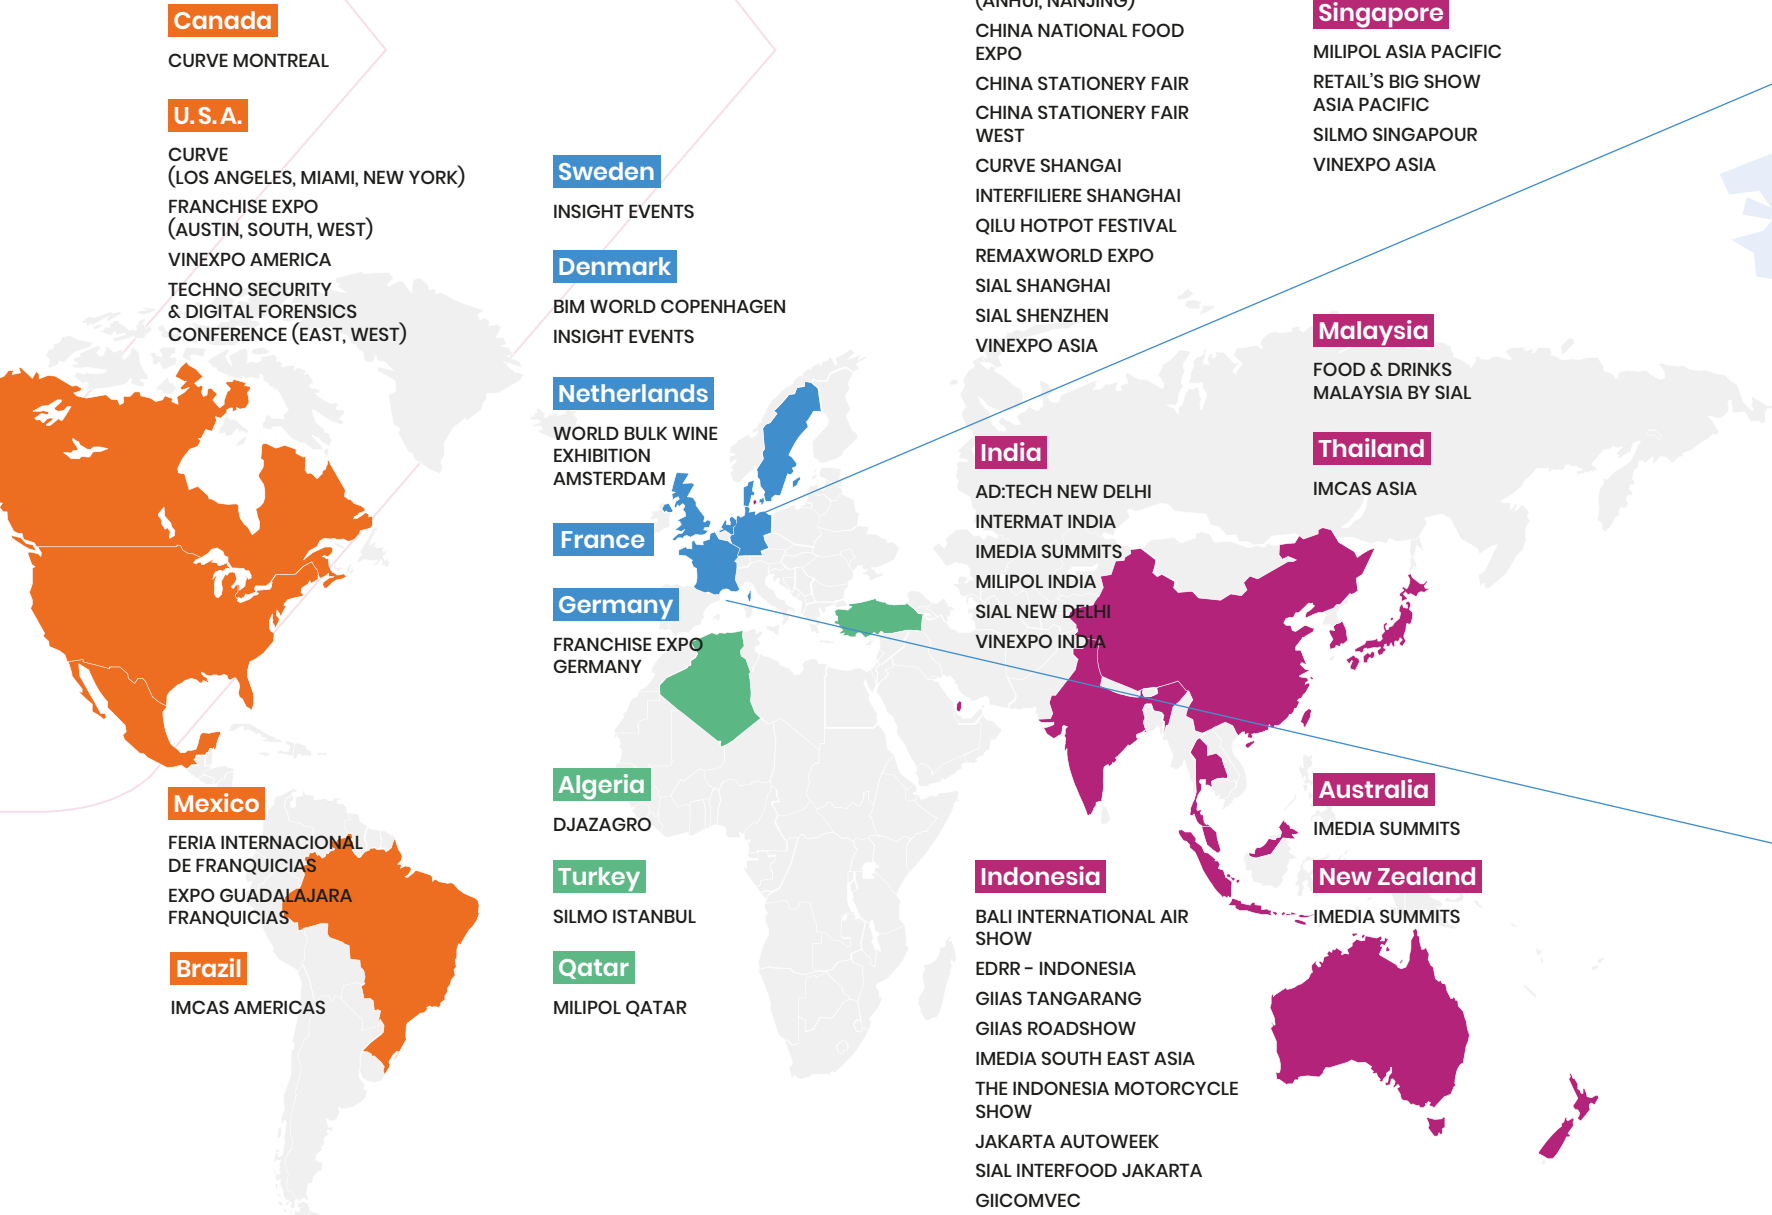 Canada
CURVE MONTREAL
U.S.A.
CURVE
(LOS ANGELES, MIAMI, NEW YORK)
FRANCHISE EXPO
(AUSTIN, SOUTH, WEST)
VINEXPO AMERICA
TECHNO SECURITY
& DIGITAL FORENSICS
CONFERENCE (EAST, WEST)
Mexico
FERIA INTERNACIONAL
DE FRANQUICIAS
EXPO GUADALAJARA
FRANQUICIAS
Brazil
IMCAS AMERICAS
Sweden
INSIGHT EVENTS
Denmark
BIM WORLD COPENHAGEN
INSIGHT EVENTS
Netherlands
WORLD BULK WINE
EXHIBITION
AMSTERDAM
France
Germany
FRANCHISE EXPO
GERMANY
Algeria
DJAZAGRO
Turkey
SILMO ISTANBUL
Qatar
MILIPOL QATAR
(ANHUI, NANJING)
CHINA NATIONAL FOOD
EXPO
CHINA STATIONERY FAIR
CHINA STATIONERY FAIR
WEST
CURVE SHANGAI
INTERFILIERE SHANGHAI
QILU HOTPOT FESTIVAL
REMAXWORLD EXPO
SIAL SHANGHAI
SIAL SHENZHEN
VINEXPO ASIA
India
AD:TECH NEW DELHI
INTERMAT INDIA
IMEDIA SUMMITS
MILIPOL INDIA
SIAL NEW DELHI
VINEXPO INDIA
Indonesia
BALI INTERNATIONAL AIR
SHOW
EDRR - INDONESIA
GIIAS TANGARANG
GIIAS ROADSHOW
IMEDIA SOUTH EAST ASIA
THE INDONESIA MOTORCYCLE
SHOW
JAKARTA AUTOWEEK
SIAL INTERFOOD JAKARTA
GIICOMVEC
Singapore
MILIPOL ASIA PACIFIC
RETAIL'S BIG SHOW
ASIA PACIFIC
SILMO SINGAPOUR
VINEXPO ASIA
Malaysia
FOOD & DRINKS
MALAYSIA BY SIAL
Thailand
IMCAS ASIA
Australia
IMEDIA SUMMITS
New Zealand
IMEDIA SUMMITS